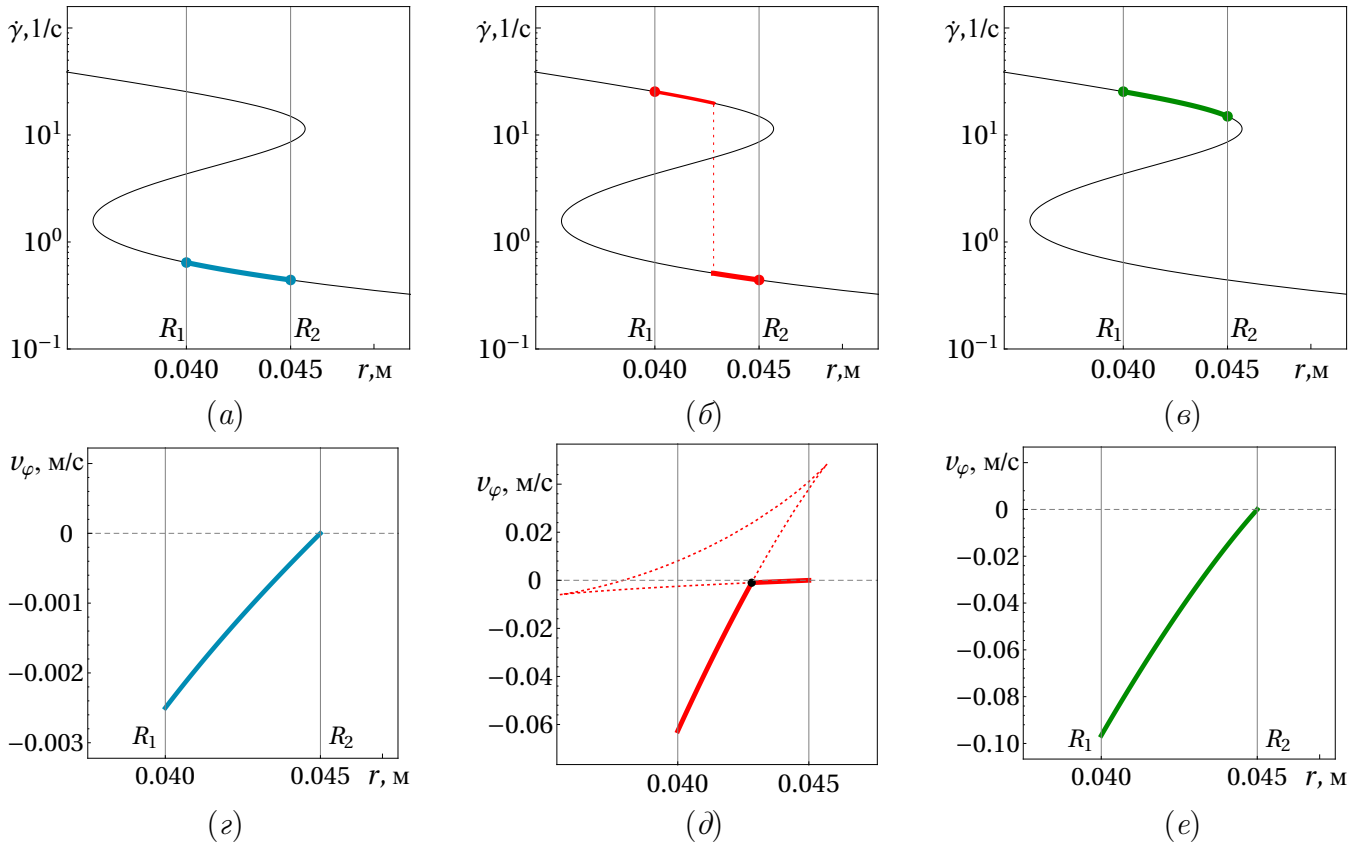 γ̇,1/с γ̇,1/с γ̇,1/с
10¹ 10¹ 10¹
10⁰ 10⁰ 10⁰
R₁ R₂ R₁ R₂ R₁ R₂
10⁻¹ 10⁻¹ 10⁻¹
0.040 0.045 r,м 0.040 0.045 r,м 0.040 0.045 r,м
(а) (б) (в)
vφ, м/с vφ, м/с vφ, м/с
0 0.02 0
−0.001 0 −0.02
−0.002 −0.02 −0.04
−0.003 −0.04 −0.06
−0.06 −0.08
−0.10
R₁ R₂ R₁ R₂
0.040 0.045 r, м 0.040 0.045 0.040 0.045 r, м
(г) (д) (е)